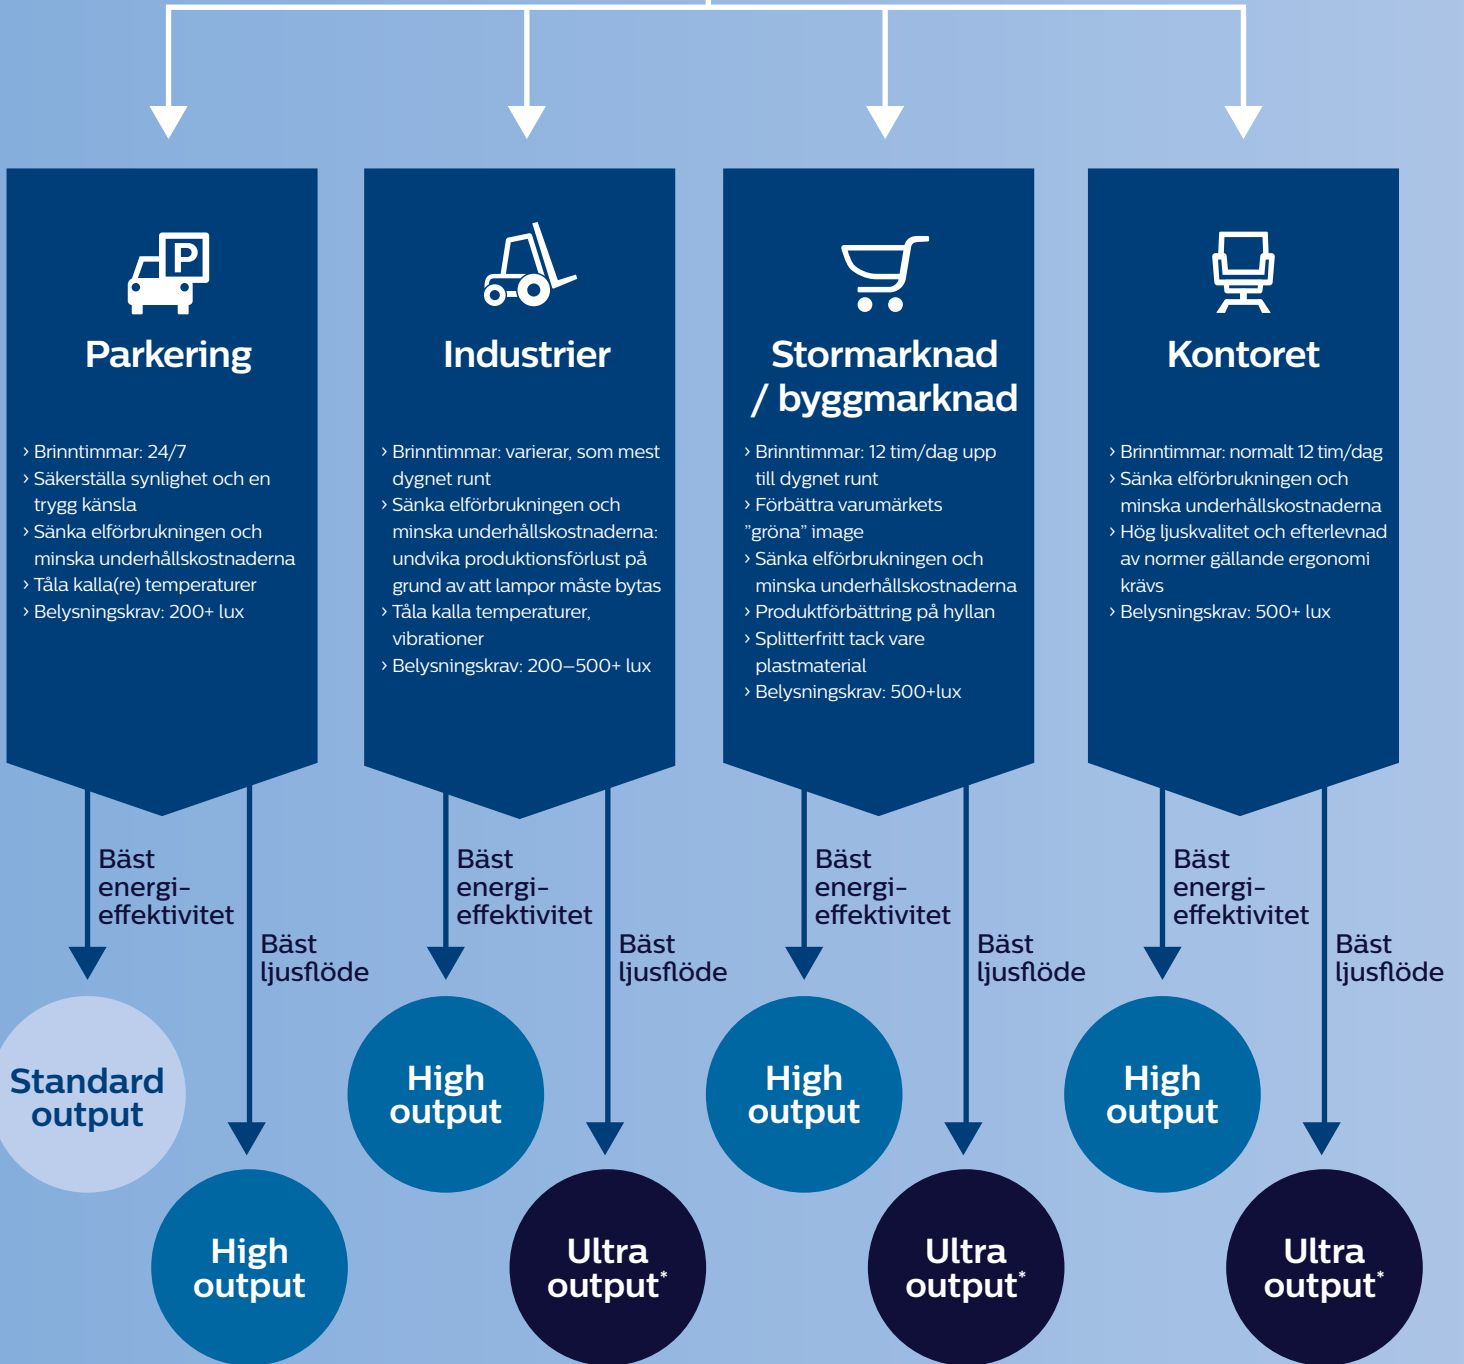 P
Parkering
› Brinntimmar: 24/7
› Säkerställa synlighet och en
trygg känsla
› Sänka elförbrukningen och
minska underhållskostnaderna
› Tåla kalla(re) temperaturer
› Belysningskrav: 200+ lux
Bäst
energi-
effektivitet
Bäst
ljusflöde
Standard
output
High
output
Industrier
› Brinntimmar: varierar, som mest
dygnet runt
› Sänka elförbrukningen och
minska underhållskostnaderna:
undvika produktionsförlust på
grund av att lampor måste bytas
› Tåla kalla temperaturer,
vibrationer
› Belysningskrav: 200–500+ lux
Bäst
energi-
effektivitet
Bäst
ljusflöde
High
output
Ultra
output*
Stormarknad
/ byggmarknad
› Brinntimmar: 12 tim/dag upp
till dygnet runt
› Förbättra varumärkets
”gröna” image
› Sänka elförbrukningen och
minska underhållskostnaderna
› Produktförbättring på hyllan
› Splitterfritt tack vare
plastmaterial
› Belysningskrav: 500+lux
Bäst
energi-
effektivitet
Bäst
ljusflöde
High
output
Ultra
output*
Kontoret
› Brinntimmar: normalt 12 tim/dag
› Sänka elförbrukningen och
minska underhållskostnaderna
› Hög ljuskvalitet och efterlevnad
av normer gällande ergonomi
krävs
› Belysningskrav: 500+ lux
Bäst
energi-
effektivitet
Bäst
ljusflöde
High
output
Ultra
output*